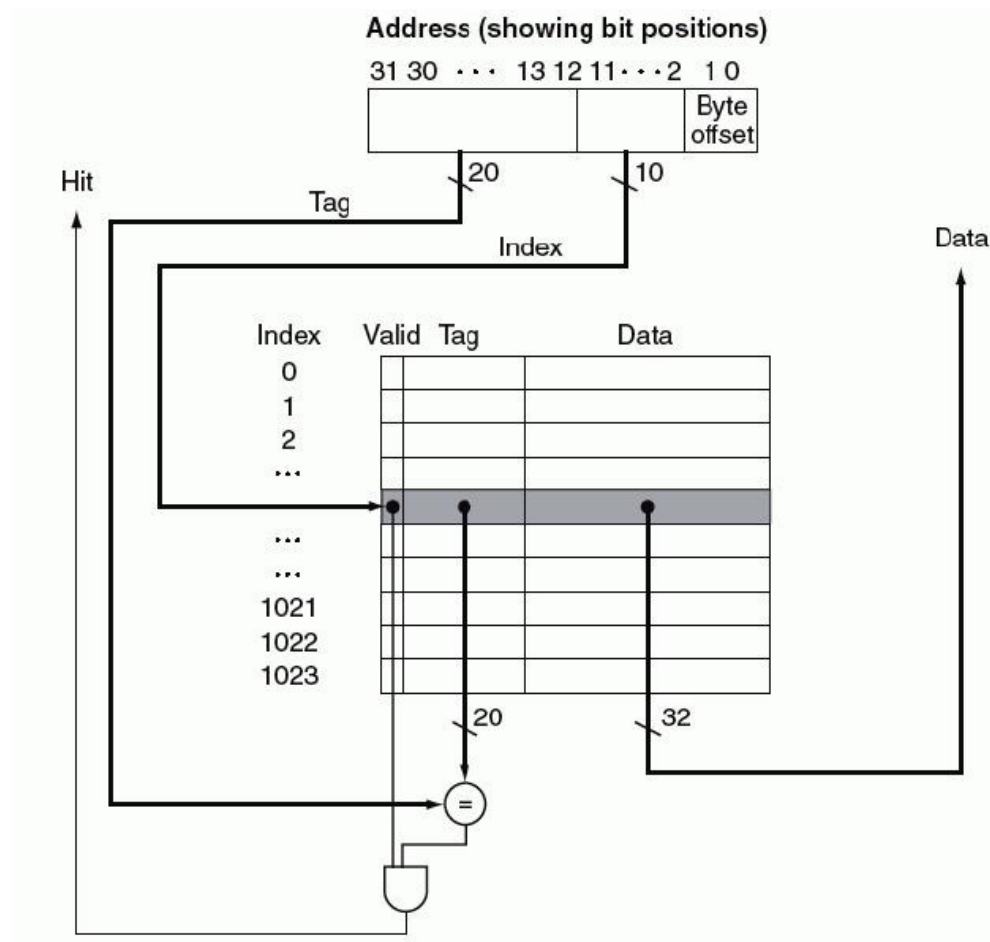 Address (showing bit positions)
31 30 ··· 13 12 11 ··· 2 1 0
Byte
offset
20
10
Hit
Tag
Index
Data
Index Valid Tag Data
0
1
2
...
...
...
1021
1022
1023
20
32
=